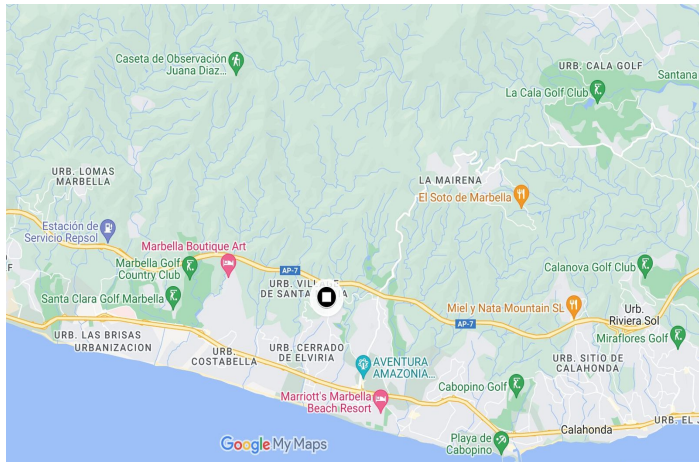 Caseta de Observación
Juana Diaz...
URB. CALA GOLF
Santana
La Cala Golf Club
URB. LOMAS
MARBELLA
LA MAIRENA
El Soto de Marbella
Estación de
Servicio Repsol
Marbella Boutique Art
Marbella Golf
Country Club
AP-7
Calanova Golf Club
URB.
DE SANTA
Santa Clara Golf Marbella
Miel y Nata Mountain SL
Urb.
Riviera Sol
AP-7
Miraflores Golf
URB. LAS BRISAS
URBANIZACION
URB.
COSTABELLA
URB. CERRADO
DE ELVIRIA
AVENTURA
AMAZONIA...
URB. SITIO DE
CALAHONDA
Cabopino Golf
Marriott's Marbella
Beach Resort
URB. EL
Calahonda
Playa de
Cabopino
Google My Maps